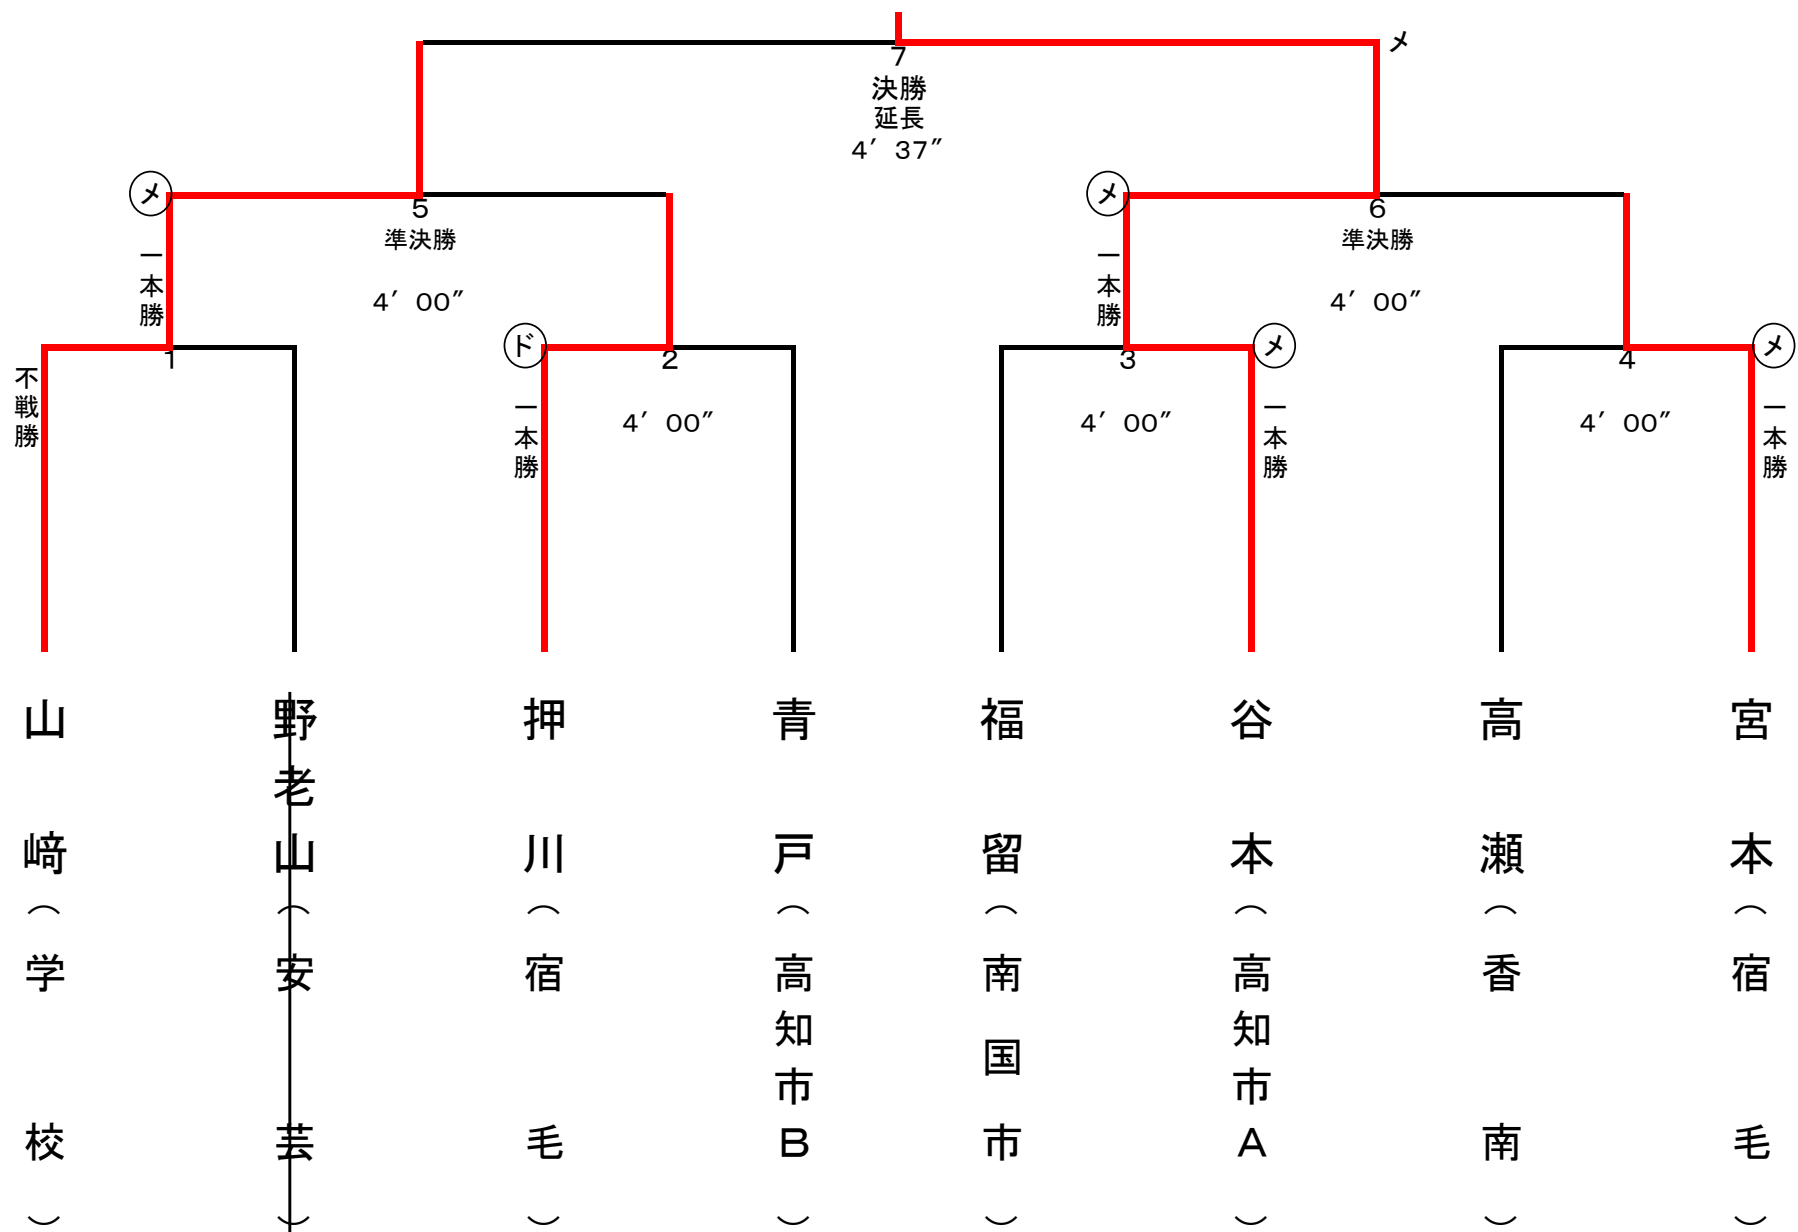 メ
7
決勝
延長
4′37″
メ
5
準決勝
4′00″
一本勝
メ
6
準決勝
4′00″
一本勝
1
不戦勝
ド
2
4′00″
一本勝
3
メ
4′00″
一本勝
4
メ
4′00″
一本勝
山﨑(学校)
野老山(安芸)
押川(宿毛)
青戸(高知市B)
福留(南国市)
谷本(高知市A)
高瀬(香南)
宮本(宿毛)